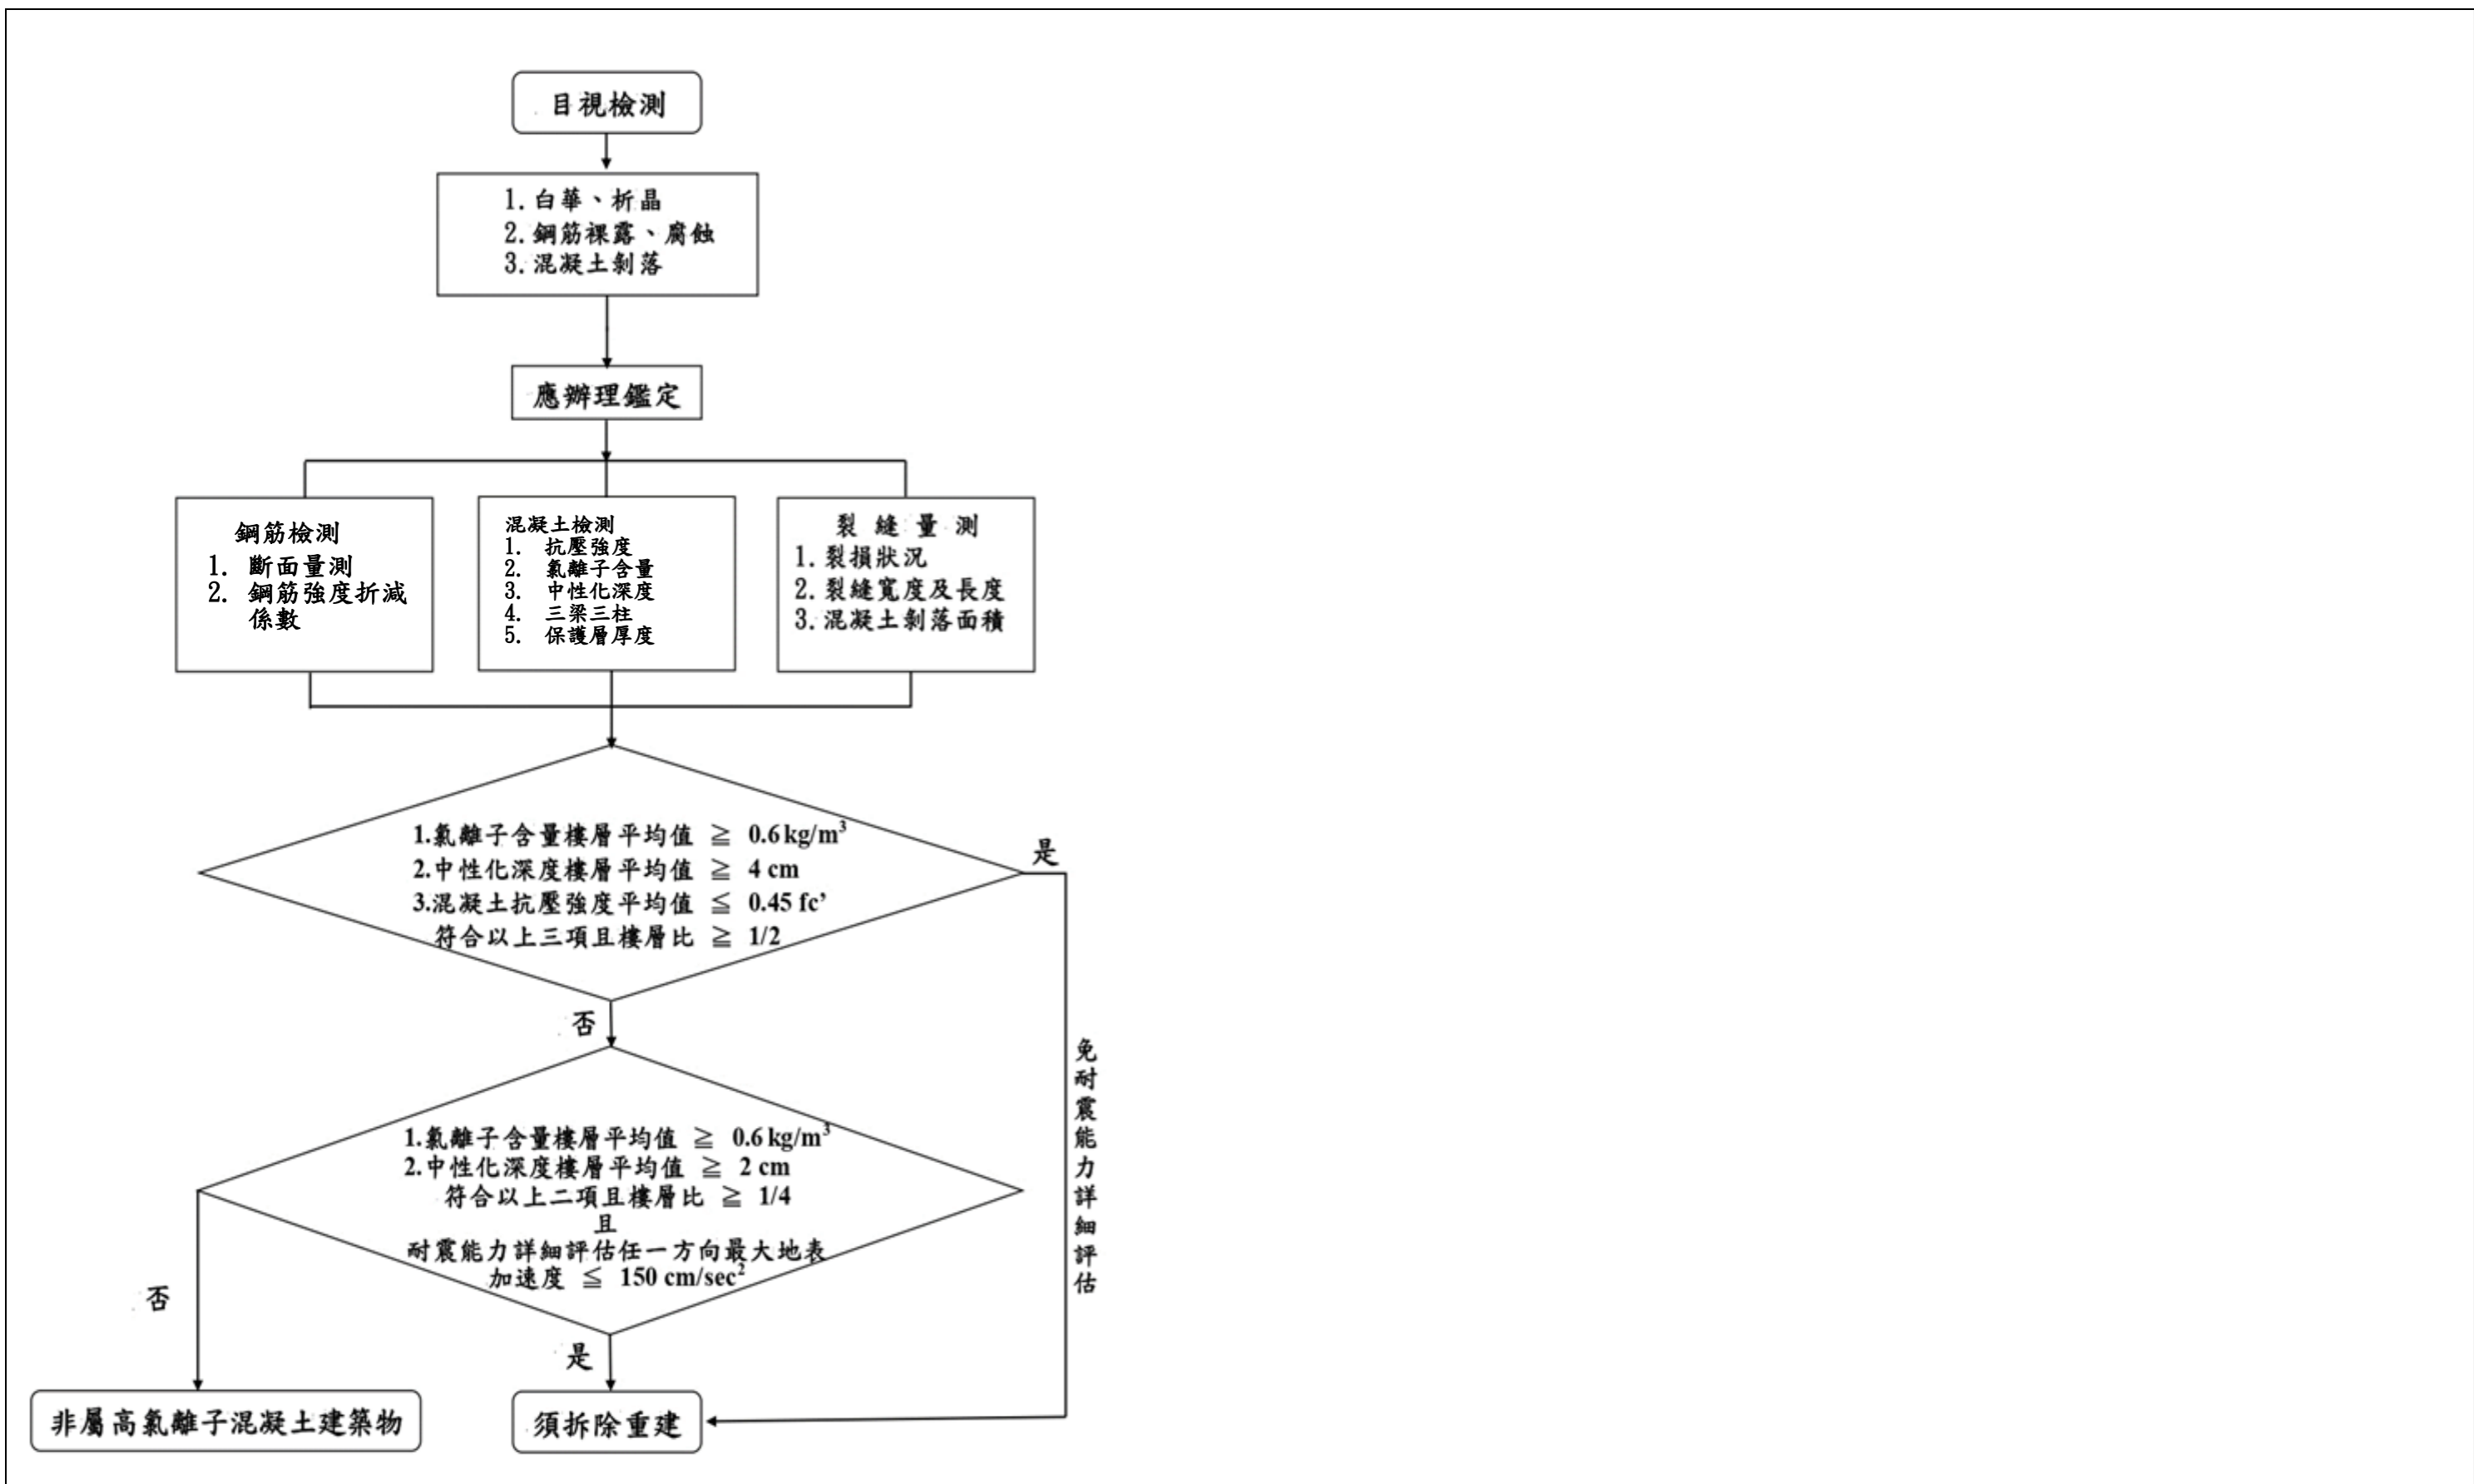 目視檢測
1.白華、析晶
2.鋼筋裸露、腐蝕
3.混凝土剝落
應辦理鑑定
鋼筋檢測
1. 斷面量測
2. 鋼筋強度折減
係數
混凝土檢測
1. 抗壓強度
2. 氯離子含量
3. 中性化深度
4. 三梁三柱
5. 保護層厚度
裂縫量測
1.裂損狀況
2.裂縫寬度及長度
3.混凝土剝落面積
1.氯離子含量樓層平均值 ≧ 0.6 kg/m³
2.中性化深度樓層平均值 ≧ 4 cm
3.混凝土抗壓強度平均值 ≦ 0.45 fc’
符合以上三項且樓層比 ≧ 1/2
是
免耐震能力詳細評估
否
1.氯離子含量樓層平均值 ≧ 0.6 kg/m³
2.中性化深度樓層平均值 ≧ 2 cm
符合以上二項且樓層比 ≧ 1/4
且
耐震能力詳細評估任一方向最大地表
加速度 ≦ 150 cm/sec²
否
是
非屬高氯離子混凝土建築物
須拆除重建